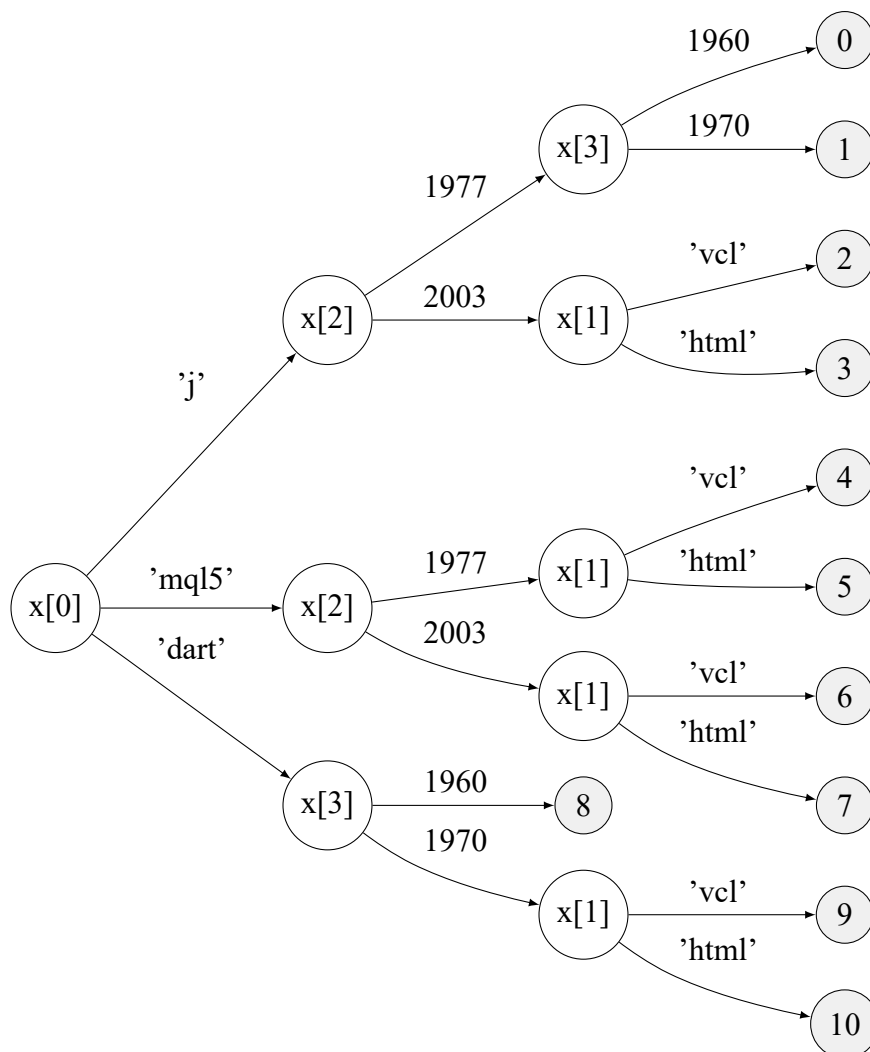 1960
0
x[3]
1970
1
1977
’vcl’
2
x[2]
2003
x[1]
’html’
3
’j’
’vcl’
4
1977
x[1]
’html’
5
x[0]
’mql5’
x[2]
’dart’
2003
x[1]
’vcl’
6
’html’
7
x[3]
1960
8
1970
x[1]
’vcl’
9
’html’
10